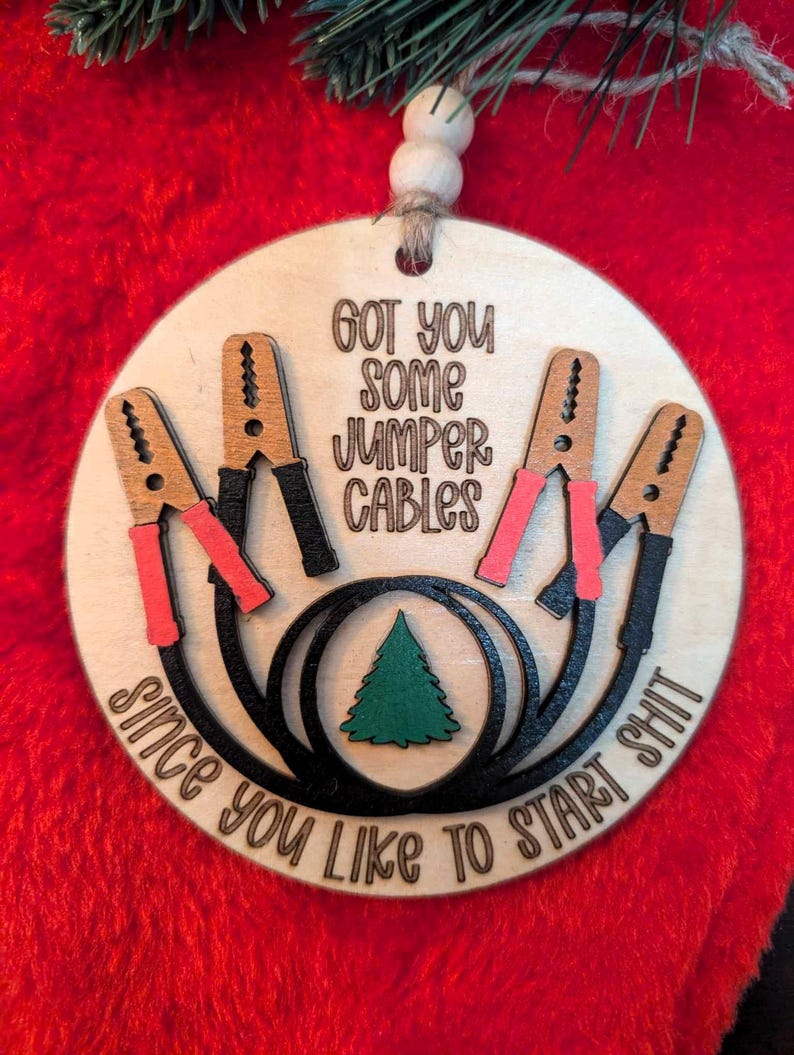 GOT YOU
SOME
JUMPER
CABLES
SINCE YOU LIKE TO START SHIT